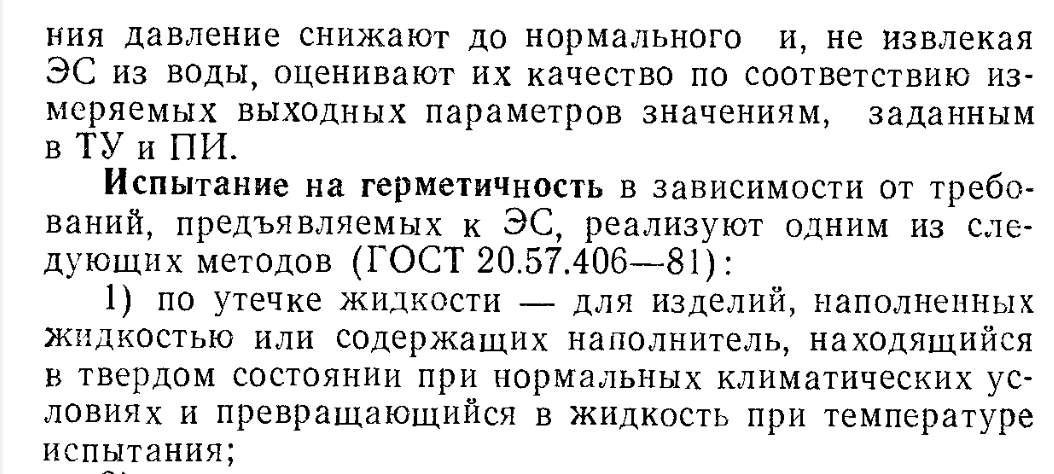 ния давление снижают до нормального и, не извлекая
ЭС из воды, оценивают их качество по соответствию из-
меряемых выходных параметров значениям, заданным
в ТУ и ПИ.
Испытание на герметичность в зависимости от требо-
ваний, предъявляемых к ЭС, реализуют одним из сле-
дующих методов (ГОСТ 20.57.406—81):
1) по утечке жидкости — для изделий, наполненных
жидкостью или содержащих наполнитель, находящийся
в твердом состоянии при нормальных климатических ус-
ловиях и превращающийся в жидкость при температуре
испытания;